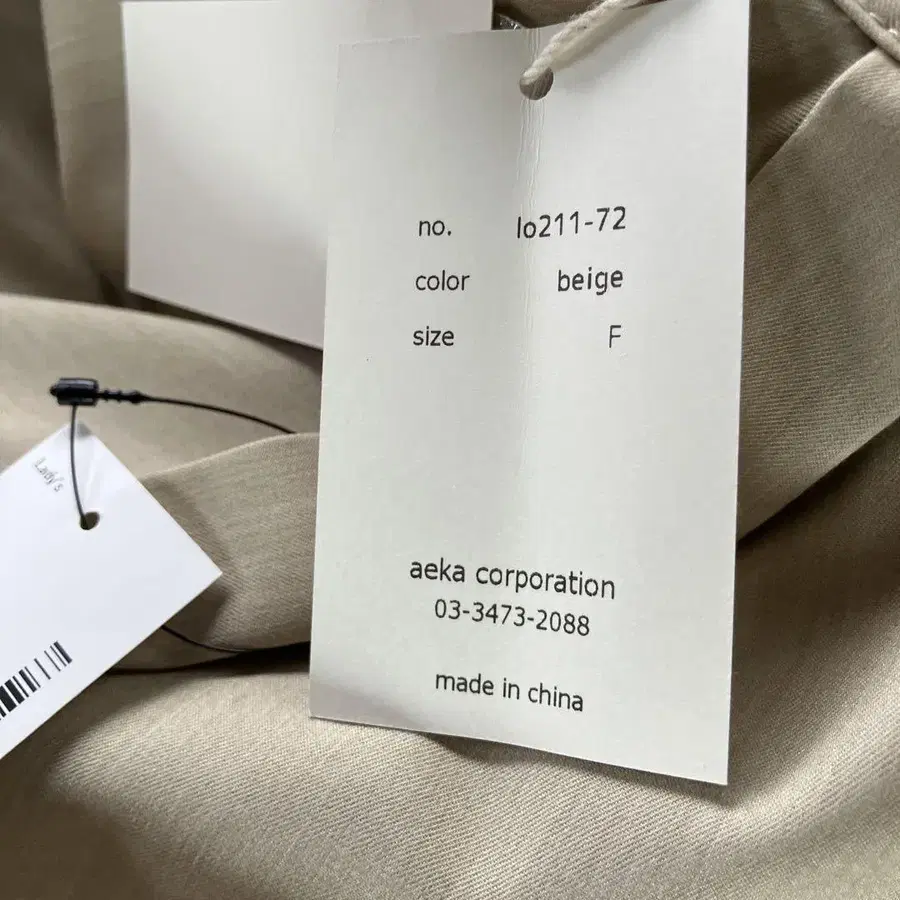 no. lo211-72
color beige
size F
aeka corporation
03-3473-2088
made in china
Lady's